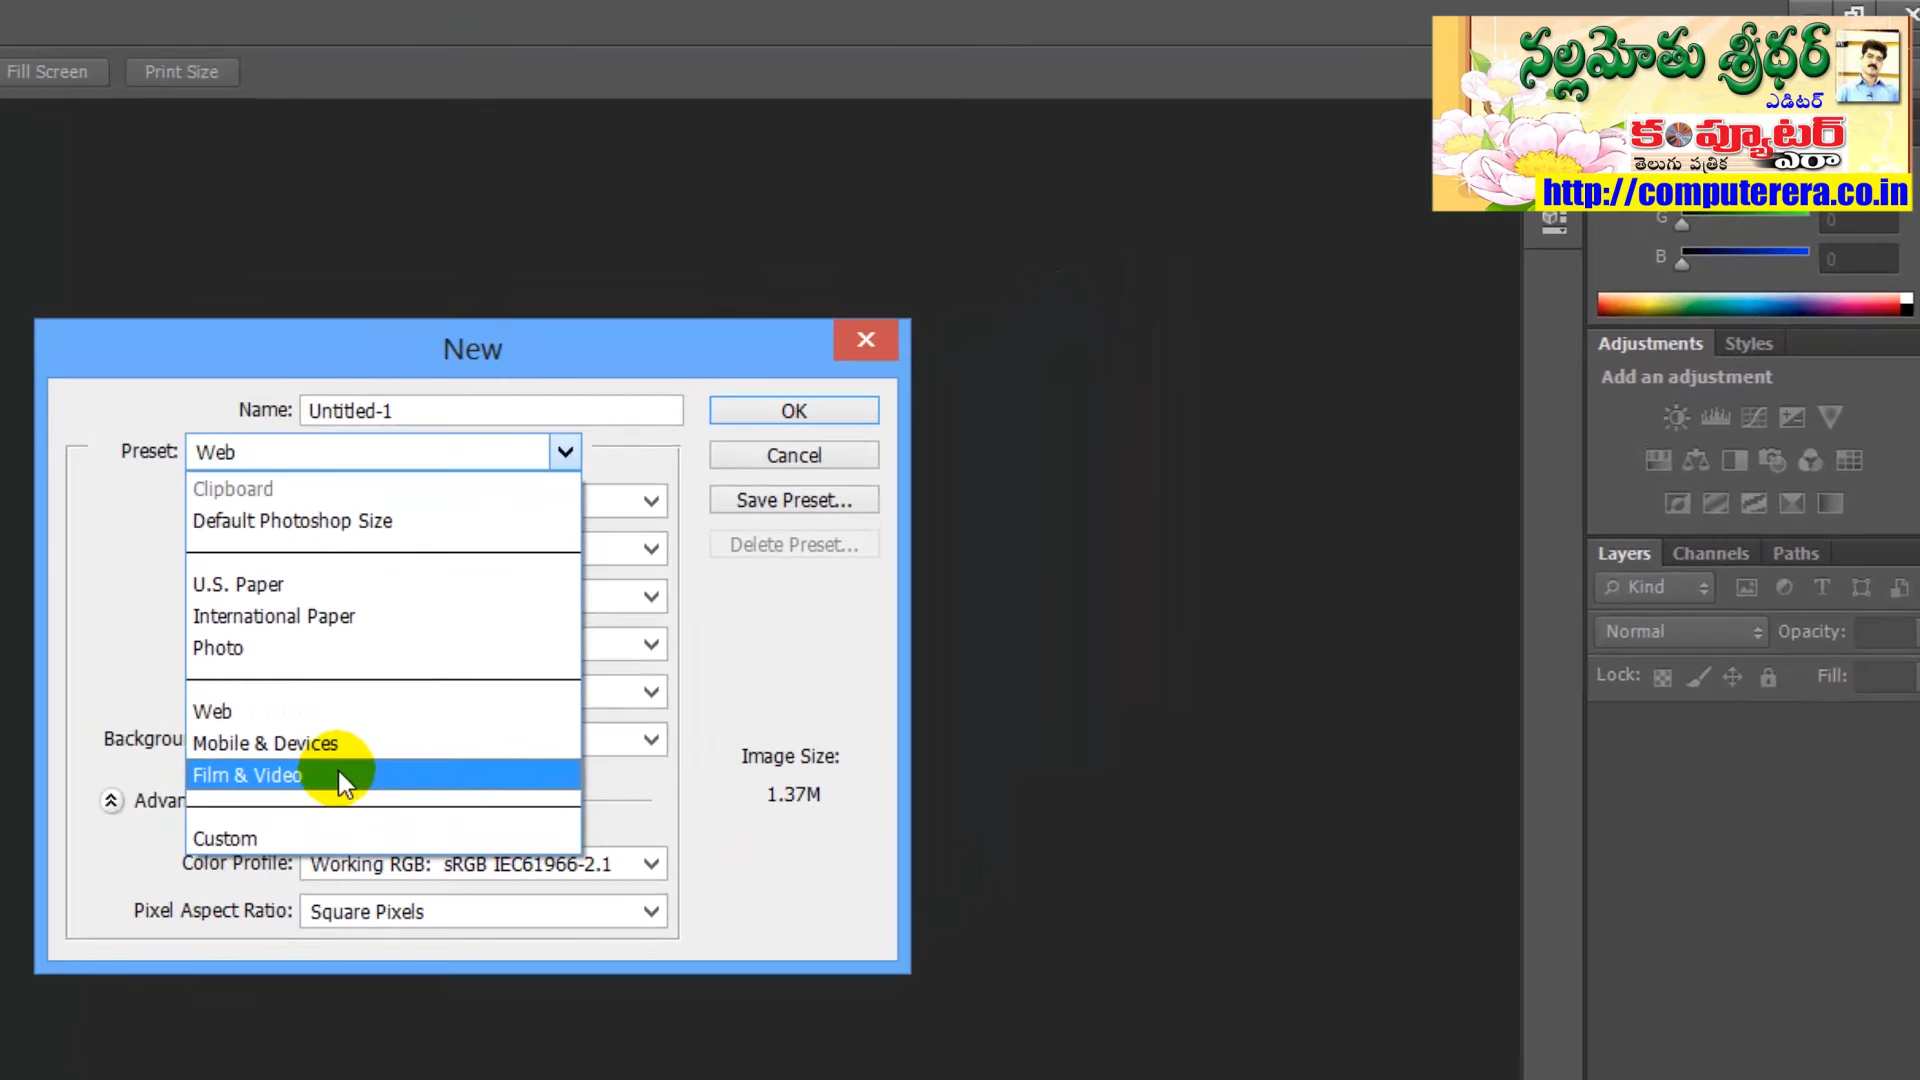 Fill Screen
Print Size
నల్లమోతు శ్రీధర్
ఎడిటర్
కంప్యూటర్
తెలుగు పత్రిక ఎరా
http://computerera.co.in
G
0
B
0
Adjustments
Styles
Add an adjustment
Layers
Channels
Paths
Kind
Normal
Opacity:
Lock:
Fill:
New
Name:
Untitled-1
OK
Preset:
Web
Cancel
Clipboard
Save Preset...
Default Photoshop Size
Delete Preset...
U.S. Paper
International Paper
Photo
Web
Mobile & Devices
Film & Video
Custom
Image Size:
1.37M
Color Profile:
Working RGB: sRGB IEC61966-2.1
Pixel Aspect Ratio:
Square Pixels